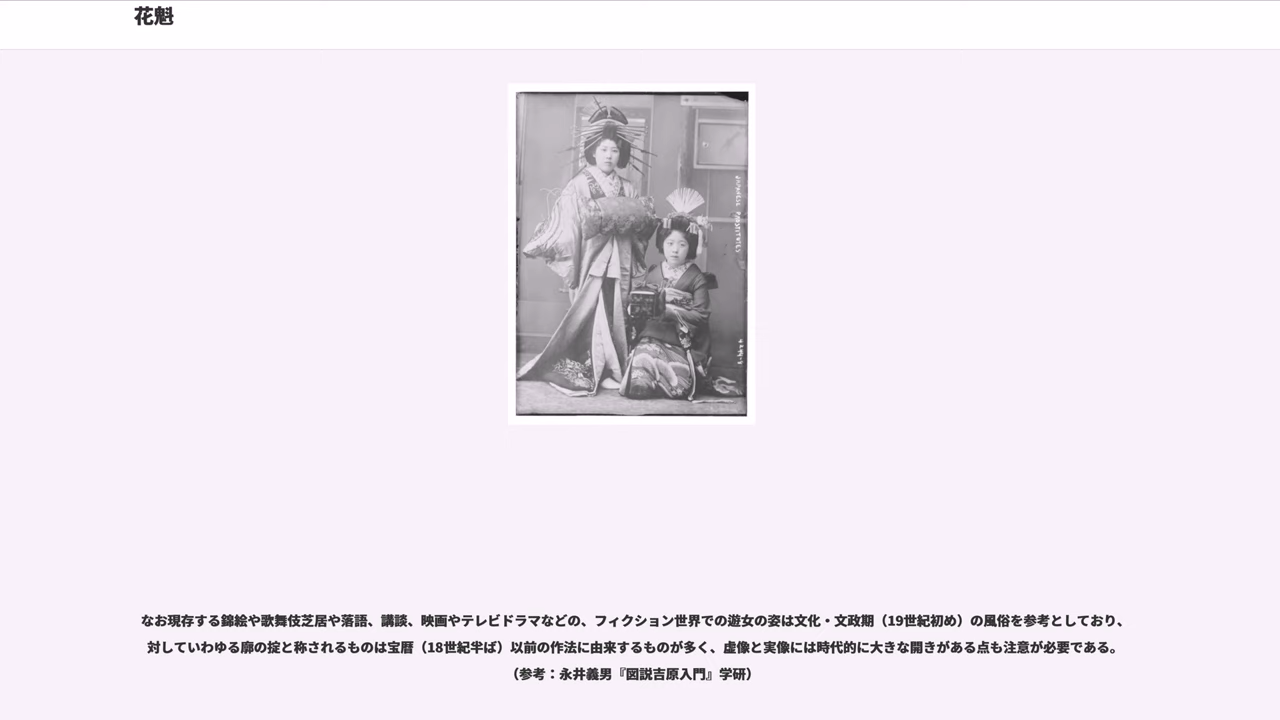 花魁
JAPANESE PROSTITUTES
なお現存する錦絵や歌舞伎芝居や落語、講談、映画やテレビドラマなどの、フィクション世界での遊女の姿は文化・文政期（19世紀初め）の風俗を参考としており、
対していわゆる廓の掟と称されるものは宝暦（18世紀半ば）以前の作法に由来するものが多く、虚像と実像には時代的に大きな開きがある点も注意が必要である。
（参考：永井義男『図説吉原入門』学研）